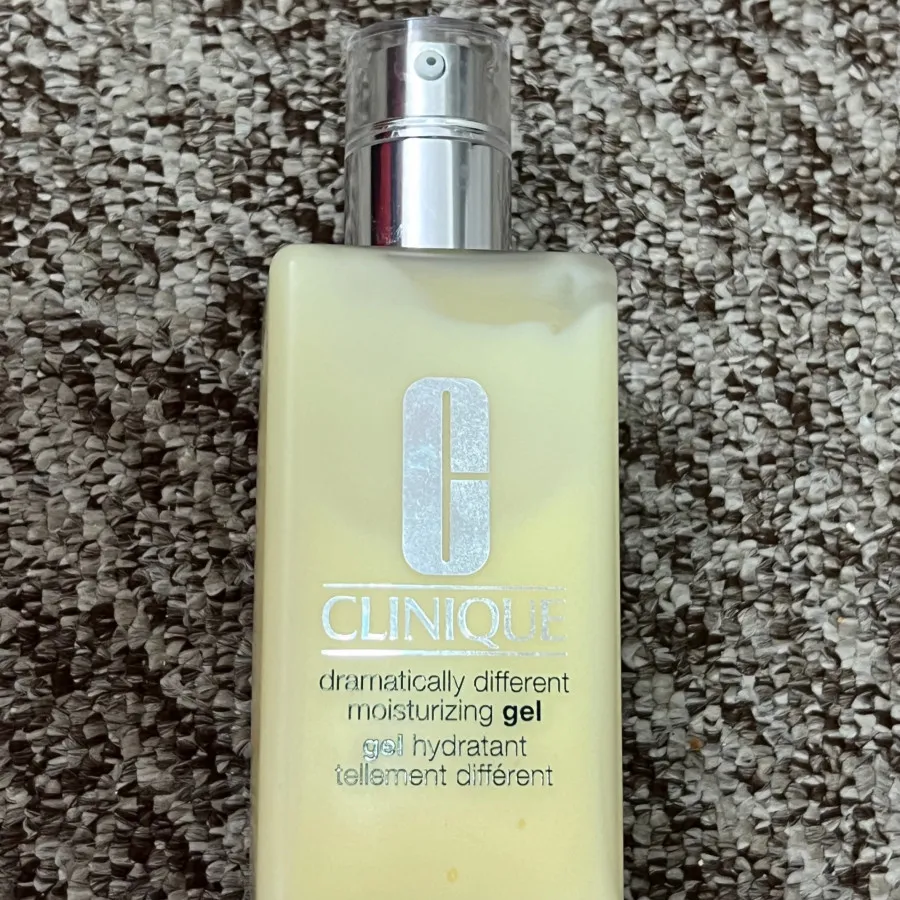 C
CLINIQUE
dramatically different
moisturizing gel
gel hydratant
tellement différent